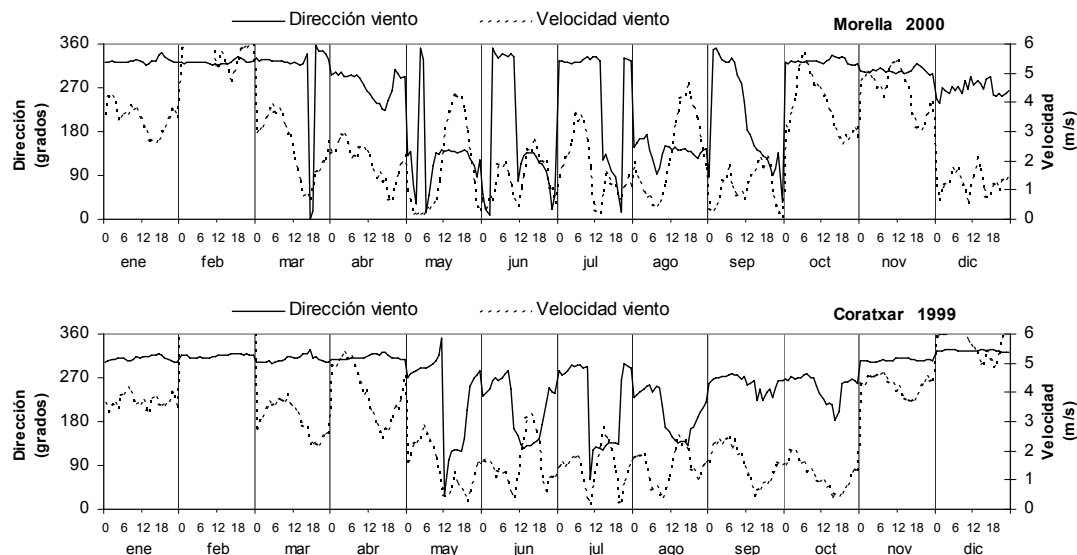 Dirección viento Velocidad viento Morella 2000
360 6
270 5
180 4
90 3
0 2
1
0
Dirección
(grados)
Velocidad
(m/s)
0 6 12 18 0 6 12 18 0 6 12 18 0 6 12 18 0 6 12 18 0 6 12 18 0 6 12 18 0 6 12 18 0 6 12 18 0 6 12 18 0 6 12 18 0 6 12 18
ene feb mar abr may jun jul ago sep oct nov dic
Dirección viento Velocidad viento Coratxar 1999
360 6
270 5
180 4
90 3
0 2
1
0
Dirección
(grados)
Velocidad
(m/s)
0 6 12 18 0 6 12 18 0 6 12 18 0 6 12 18 0 6 12 18 0 6 12 18 0 6 12 18 0 6 12 18 0 6 12 18 0 6 12 18 0 6 12 18 0 6 12 18
ene feb mar abr may jun jul ago sep oct nov dic